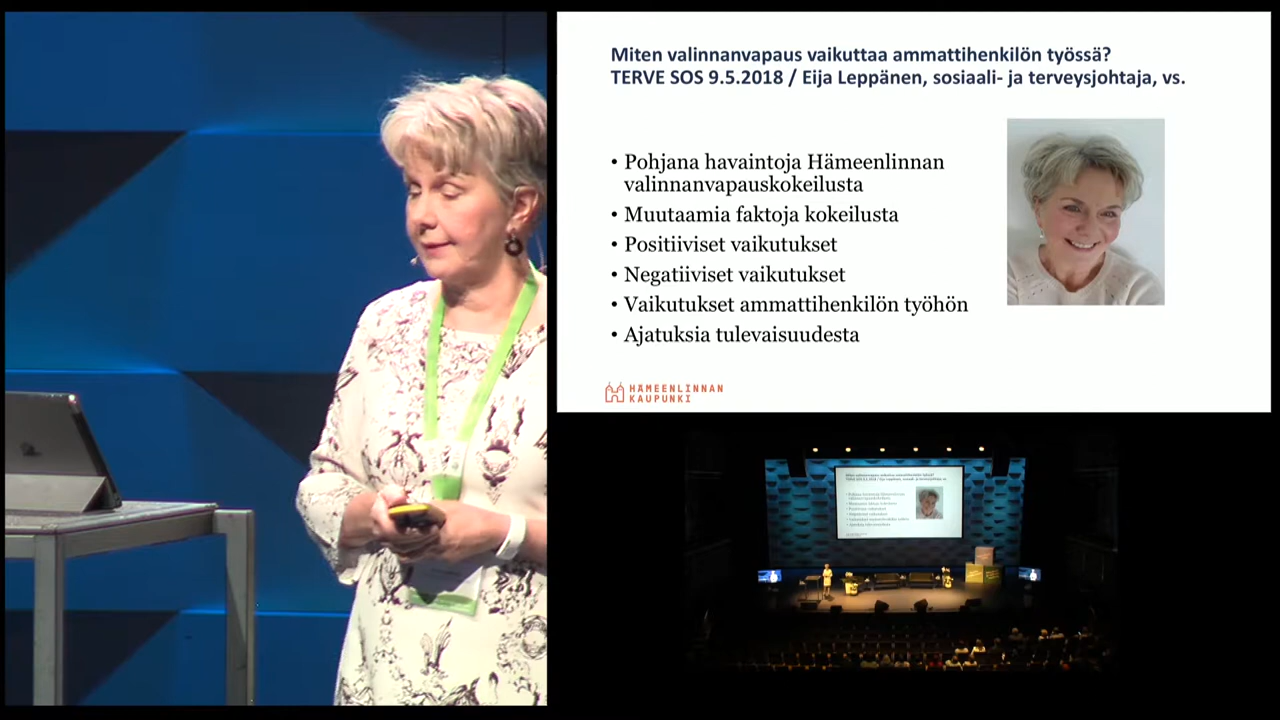 Miten valinnanvapaus vaikuttaa ammattihenkilön työssä?
TERVE SOS 9.5.2018 / Eija Leppänen, sosiaali- ja terveysjohtaja, vs.
• Pohjana havaintoja Hämeenlinnan
valinnanvapauskokeilusta
• Muutaamia faktoja kokeilusta
• Positiiviset vaikutukset
• Negatiiviset vaikutukset
• Vaikutukset ammattihenkilön työhön
• Ajatuksia tulevaisuudesta
HÄMEENLINNAN
KAUPUNKI